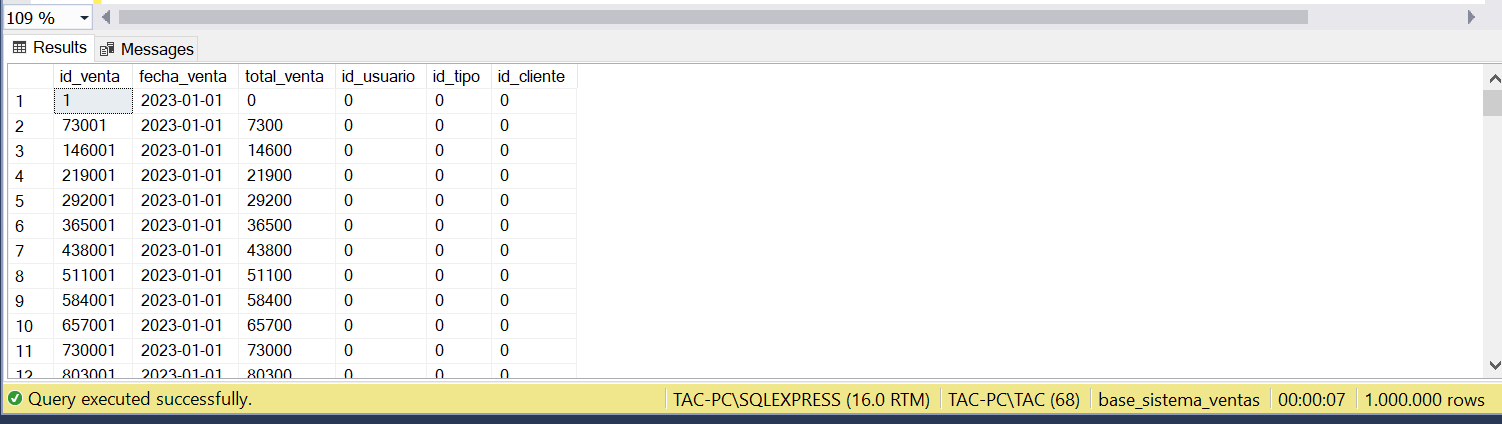 109 %
Results Messages
id_venta fecha_venta total_venta id_usuario id_tipo id_cliente
1 1 2023-01-01 0 0 0 0
2 73001 2023-01-01 7300 0 0 0
3 146001 2023-01-01 14600 0 0 0
4 219001 2023-01-01 21900 0 0 0
5 292001 2023-01-01 29200 0 0 0
6 365001 2023-01-01 36500 0 0 0
7 438001 2023-01-01 43800 0 0 0
8 511001 2023-01-01 51100 0 0 0
9 584001 2023-01-01 58400 0 0 0
10 657001 2023-01-01 65700 0 0 0
11 730001 2023-01-01 73000 0 0 0
12 803001 2023-01-01 80300 0 0 0
Query executed successfully. TAC-PC\SQLEXPRESS (16.0 RTM) TAC-PC\TAC (68) base_sistema_ventas 00:00:07 1.000.000 rows